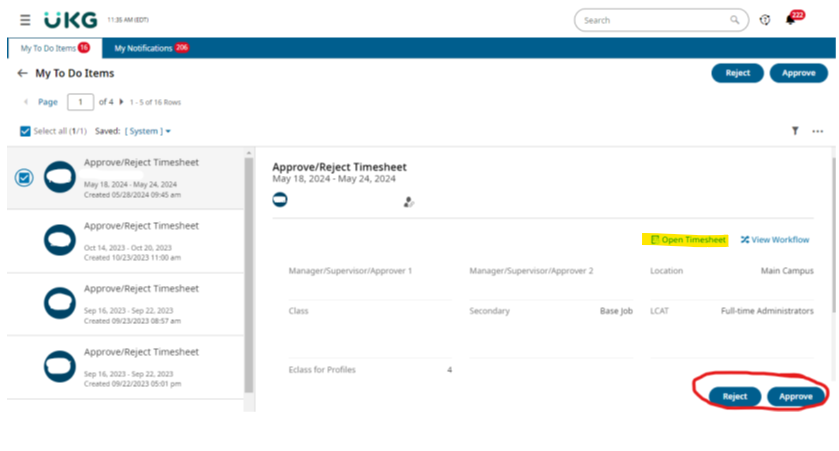 UKG 11:35 AM (EDT) Search 222
My To Do Items 16 My Notifications 206
My To Do Items Reject Approve
Page 1 of 4 1 - 5 of 16 Rows
Select all (1/1) Saved: [ System ]
Approve/Reject Timesheet
May 18, 2024 - May 24, 2024
Created 05/28/2024 09:45 am
Approve/Reject Timesheet
Oct 14, 2023 - Oct 20, 2023
Created 10/23/2023 11:00 am
Approve/Reject Timesheet
Sep 16, 2023 - Sep 22, 2023
Created 09/23/2023 08:57 am
Approve/Reject Timesheet
Sep 16, 2023 - Sep 22, 2023
Created 09/22/2023 05:01 pm
Approve/Reject Timesheet
May 18, 2024 - May 24, 2024
Open Timesheet View Workflow
Manager/Supervisor/Approver 1 Manager/Supervisor/Approver 2 Location Main Campus
Class Secondary Base Job LCAT Full-time Administrators
Eclass for Profiles 4
Reject Approve